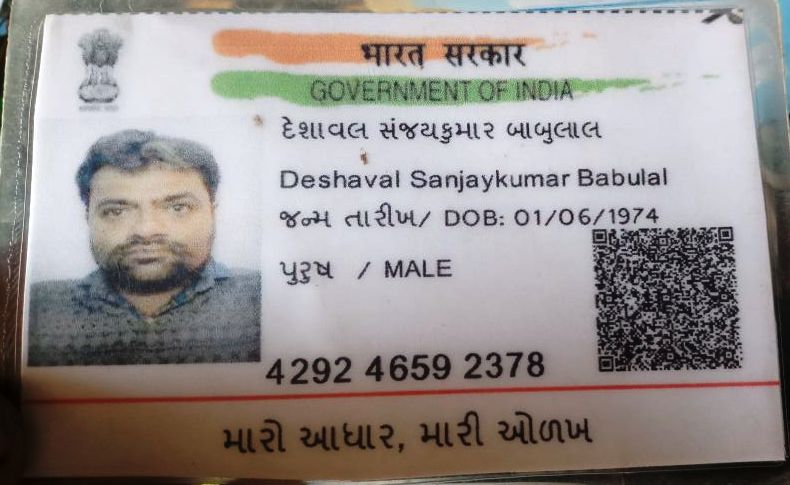 भारत सरकार
GOVERNMENT OF INDIA
દેશાવલ સંજયકુમાર બાબુલાલ
Deshaval Sanjaykumar Babulal
જન્મ તારીખ/ DOB: 01/06/1974
પુરુષ / MALE
4292 4659 2378
મારો આધાર, મારી ઓળખ